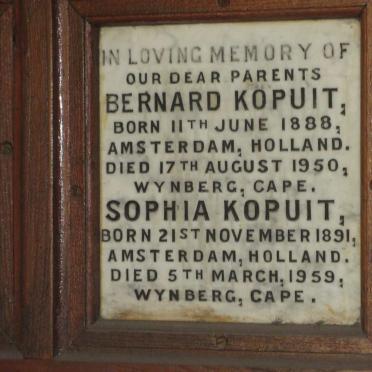 IN LOVING MEMORY OF
OUR DEAR PARENTS
BERNARD KOPUIT,
BORN 11TH JUNE 1888,
AMSTERDAM, HOLLAND.
DIED 17TH AUGUST 1950,
WYNBERG, CAPE.
SOPHIA KOPUIT,
BORN 21ST NOVEMBER 1891,
AMSTERDAM, HOLLAND.
DIED 5TH MARCH, 1959,
WYNBERG, CAPE.